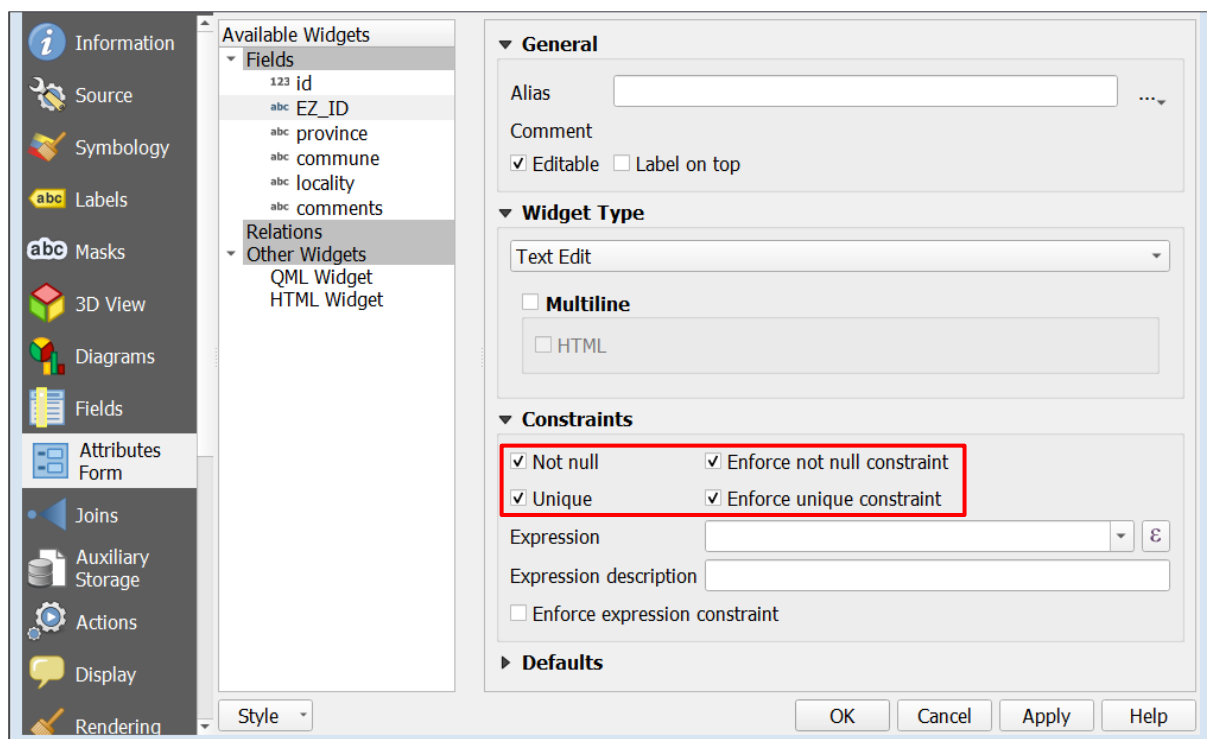 Information
Source
Symbology
abc Labels
abc Masks
3D View
Diagrams
Fields
Attributes
Form
Joins
Auxiliary
Storage
Actions
Display
Rendering
Available Widgets
Fields
123 id
abc EZ_ID
abc province
abc commune
abc locality
abc comments
Relations
Other Widgets
QML Widget
HTML Widget
General
Alias
...
Comment
Editable Label on top
Widget Type
Text Edit
Multiline
HTML
Constraints
Not null Enforce not null constraint
Unique Enforce unique constraint
Expression ε
Expression description
Enforce expression constraint
Defaults
Style OK Cancel Apply Help